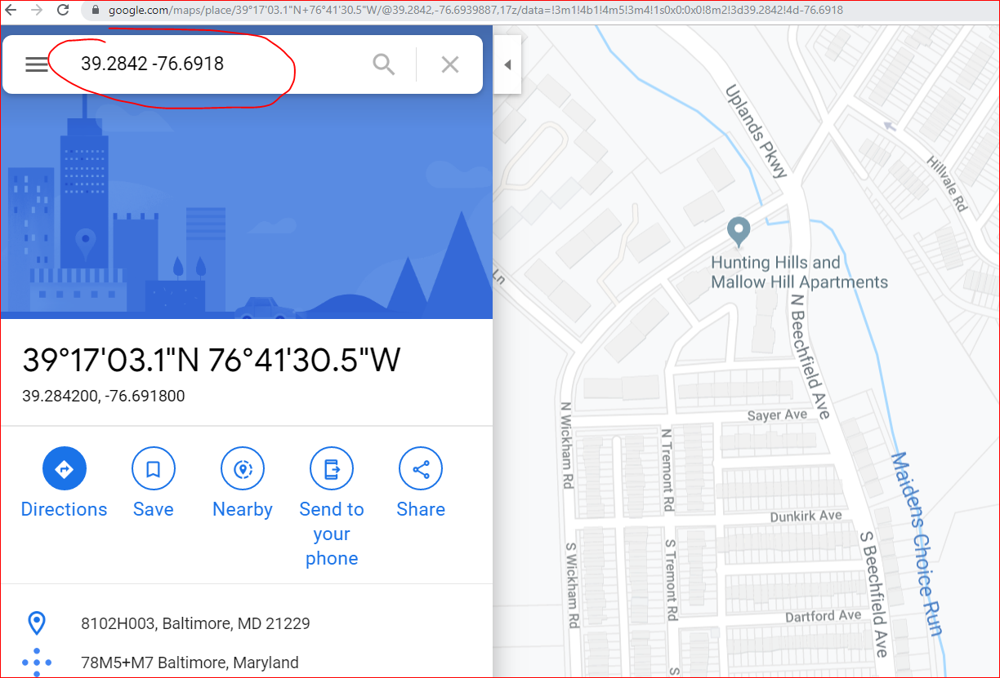 google.com/maps/place/39°17'03.1"N+76°41'30.5"W/@39.2842,-76.6939887,17z/data=!3m1!4b1!4m5!3m4!1s0x0:0x0!8m2!3d39.2842!4d-76.6918
39.2842 -76.6918
39°17'03.1"N 76°41'30.5"W
39.284200, -76.691800
Directions
Save
Nearby
Send to
your
phone
Share
8102H003, Baltimore, MD 21229
78M5+M7 Baltimore, Maryland
Uplands Pkwy
Hillvale Rd
Hunting Hills and
Mallow Hill Apartments
Ln
N Beechfield Ave
Sayer Ave
N Wickham Rd
N Tremont Rd
Dunkirk Ave
Maidens Choice Run
S Wickham Rd
S Tremont Rd
S Beechfield Ave
Dartford Ave
S